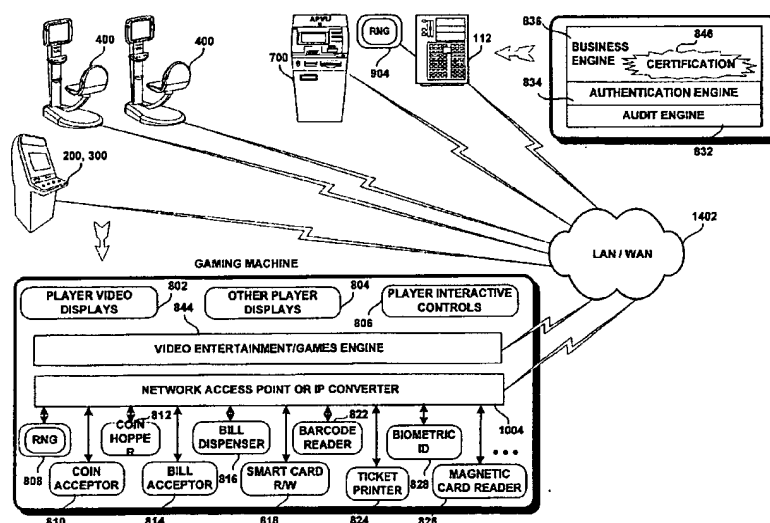 400
400
700
RNG
904
112
836
BUSINESS
ENGINE
846
CERTIFICATION
834
AUTHENTICATION ENGINE
AUDIT ENGINE
832
200, 300
LAN / WAN
1402
GAMING MACHINE
PLAYER VIDEO
DISPLAYS
802
OTHER PLAYER
DISPLAYS
804
PLAYER INTERACTIVE
CONTROLS
806
844
VIDEO ENTERTAINMENT/GAMES ENGINE
NETWORK ACCESS POINT OR IP CONVERTER
1004
RNG
808
812
COIN
HOPPE
R
BILL
DISPENSER
816
822
BARCODE
READER
BIOMETRIC
ID
828
COIN
ACCEPTOR
810
BILL
ACCEPTOR
814
SMART CARD
R/W
818
TICKET
PRINTER
824
MAGNETIC
CARD READER